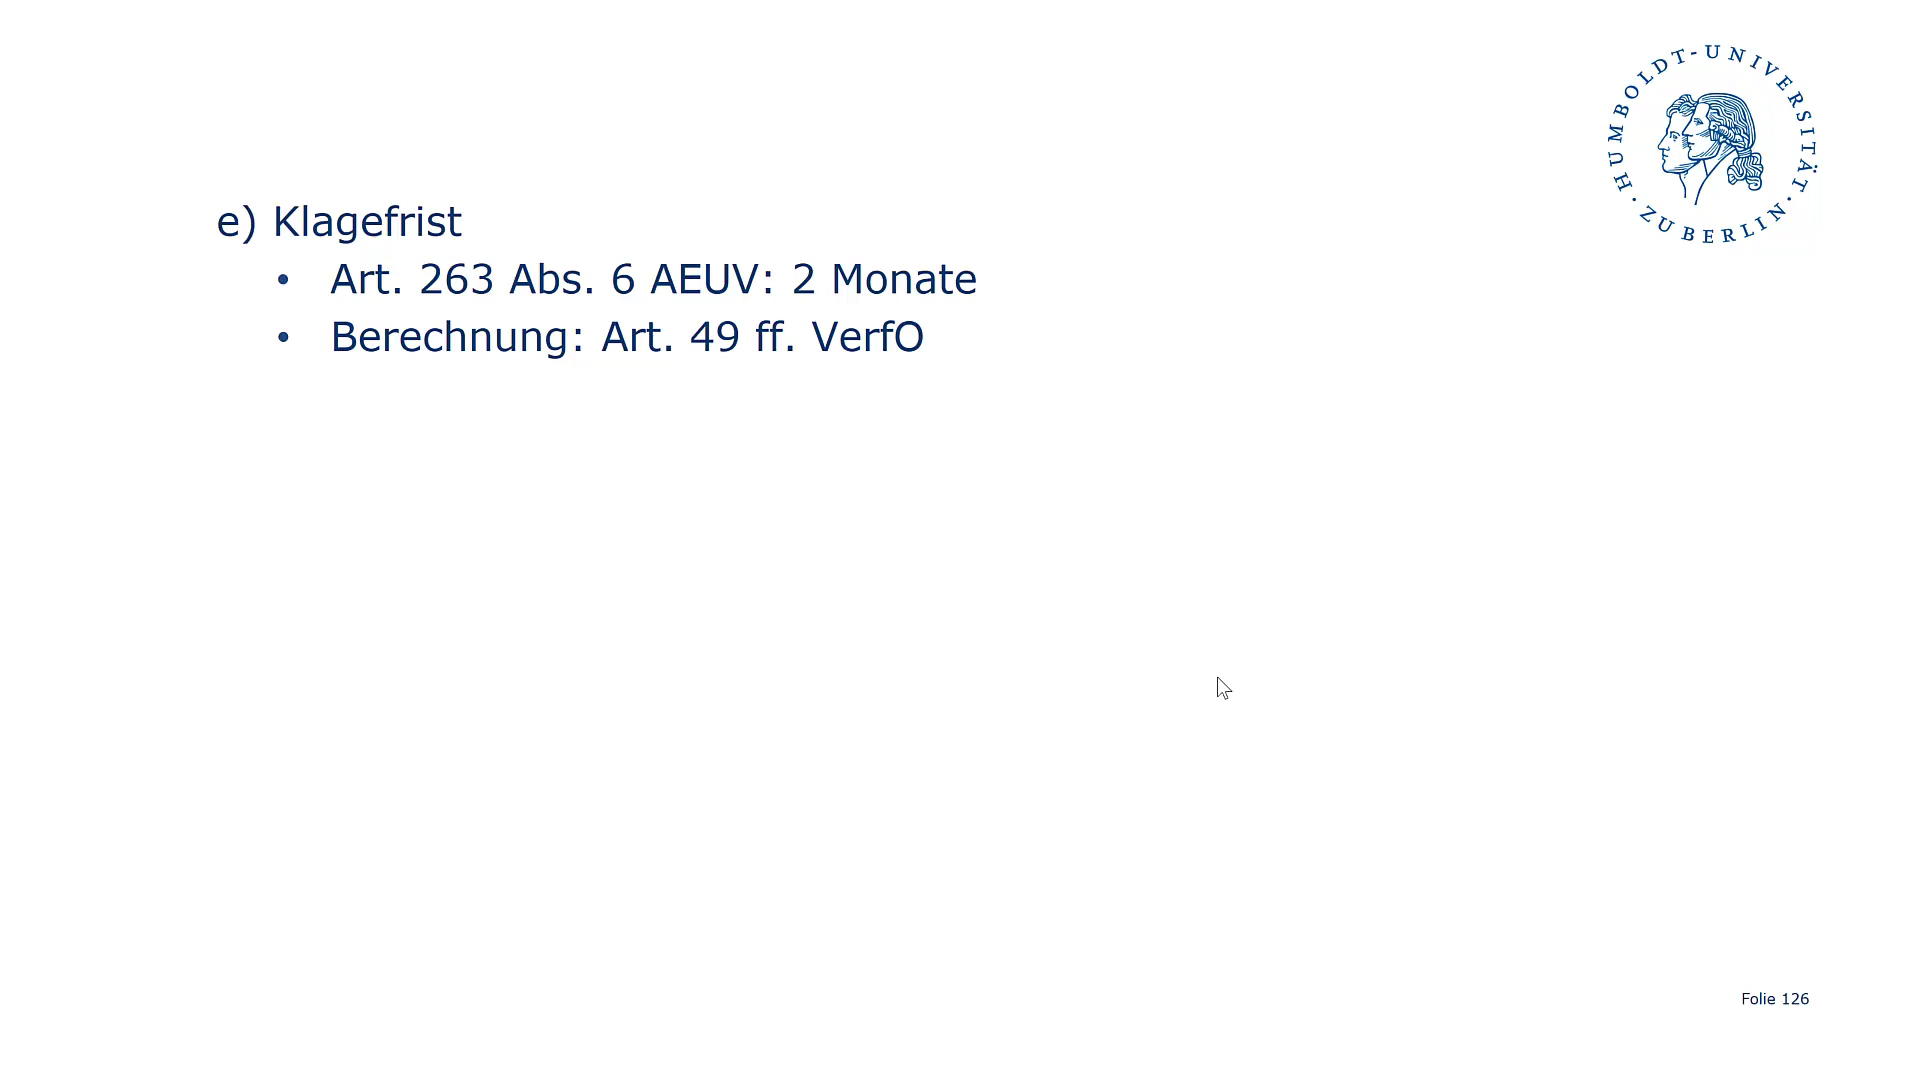 HUMBOLDT-UNIVERSITÄT · ZU BERLIN ·
e) Klagefrist
• Art. 263 Abs. 6 AEUV: 2 Monate
• Berechnung: Art. 49 ff. VerfO
Folie 126